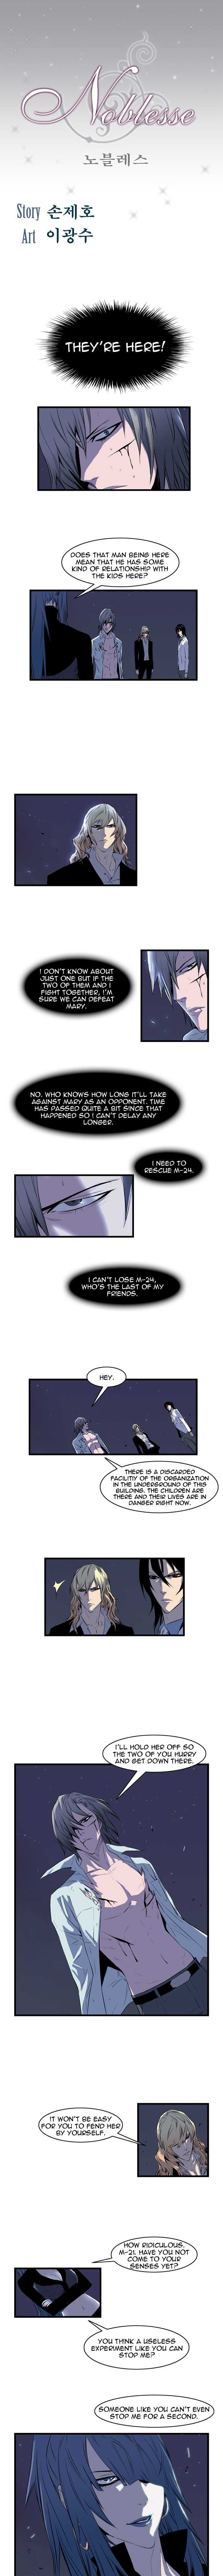 Noblesse
노블레스
Story 손제호
Art 이광수
THEY'RE HERE!
DOES THAT MAN BEING HERE
MEAN THAT HE HAS SOME
KIND OF RELATIONSHIP WITH
THE KIDS HERE?
I DON'T KNOW ABOUT
JUST ONE BUT IF THE
TWO OF THEM AND I
FIGHT TOGETHER, I'M
SURE WE CAN DEFEAT
MARY.
NO. WHO KNOWS HOW LONG IT'LL TAKE
AGAINST MARY AS AN OPPONENT. TIME
HAS PASSED QUITE A BIT SINCE THAT
HAPPENED SO I CAN'T DELAY ANY
LONGER.
I NEED TO
RESCUE M-24.
I CAN'T LOSE M-24,
WHO'S THE LAST OF MY
FRIENDS.
HEY.
THERE IS A DISCARDED
FACILITIY OF THE ORGANIZATION
IN THE UNDERGROUND OF THIS
BUILDING. THE CHILDREN ARE
THERE AND THEIR LIVES ARE IN
DANGER RIGHT NOW.
I'LL HOLD HER OFF SO
THE TWO OF YOU HURRY
AND GET DOWN THERE.
IT WON'T BE EASY
FOR YOU TO FEND HER
BY YOURSELF.
HOW RIDICULOUS.
M-21. HAVE YOU NOT
COME TO YOUR
SENSES YET?
YOU THINK A USELESS
EXPERIMENT LIKE YOU CAN
STOP ME?
SOMEONE LIKE YOU CAN'T EVEN
STOP ME FOR A SECOND.